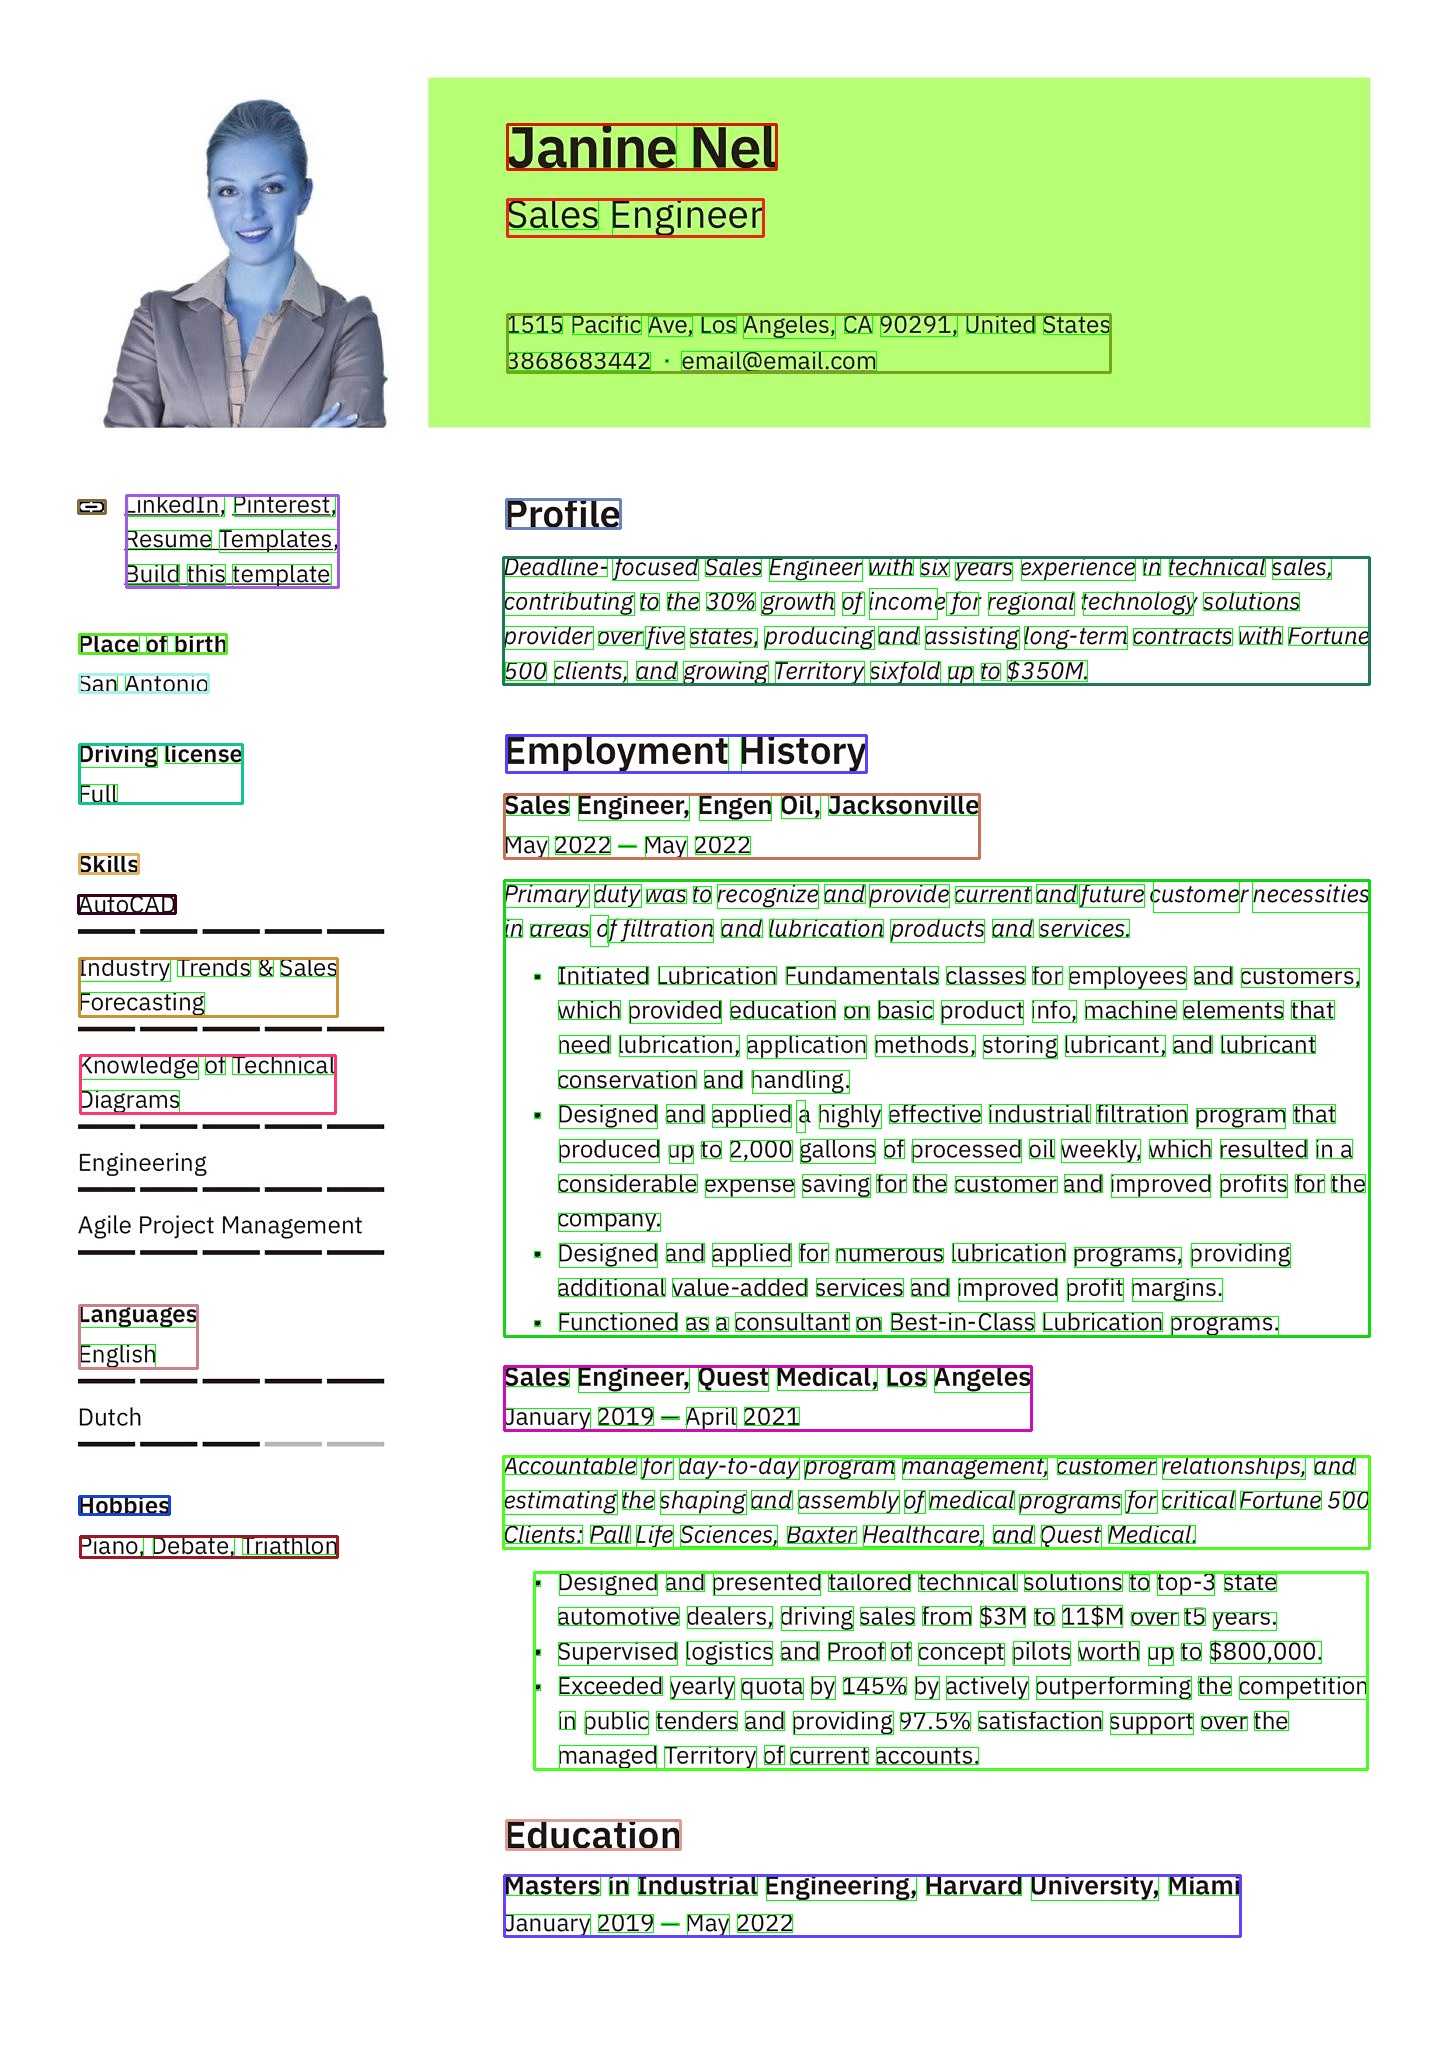 Janine Nel
Sales Engineer
1515 Pacific Ave, Los Angeles, CA 90291, United States
3868683442 · email@email.com
LinkedIn, Pinterest,
Resume Templates,
Build this template
Place of birth
San Antonio
Driving license
Full
Skills
AutoCAD
Industry Trends & Sales
Forecasting
Knowledge of Technical
Diagrams
Engineering
Agile Project Management
Languages
English
Dutch
Hobbies
Piano, Debate, Triathlon
Profile
Deadline- focused Sales Engineer with six years experience in technical sales,
contributing to the 30% growth of income for regional technology solutions
provider over five states, producing and assisting long-term contracts with Fortune
500 clients, and growing Territory sixfold up to $350M.
Employment History
Sales Engineer, Engen Oil, Jacksonville
May 2022 — May 2022
Primary duty was to recognize and provide current and future customer necessities
in areas of filtration and lubrication products and services.
▪ Initiated Lubrication Fundamentals classes for employees and customers,
which provided education on basic product info, machine elements that
need lubrication, application methods, storing lubricant, and lubricant
conservation and handling.
▪ Designed and applied a highly effective industrial filtration program that
produced up to 2,000 gallons of processed oil weekly, which resulted in a
considerable expense saving for the customer and improved profits for the
company.
▪ Designed and applied for numerous lubrication programs, providing
additional value-added services and improved profit margins.
▪ Functioned as a consultant on Best-in-Class Lubrication programs.
Sales Engineer, Quest Medical, Los Angeles
January 2019 — April 2021
Accountable for day-to-day program management, customer relationships, and
estimating the shaping and assembly of medical programs for critical Fortune 500
Clients: Pall Life Sciences, Baxter Healthcare, and Quest Medical.
▪ Designed and presented tailored technical solutions to top-3 state
automotive dealers, driving sales from $3M to 11$M over t5 years.
▪ Supervised logistics and Proof of concept pilots worth up to $800,000.
▪ Exceeded yearly quota by 145% by actively outperforming the competition
in public tenders and providing 97.5% satisfaction support over the
managed Territory of current accounts.
Education
Masters in Industrial Engineering, Harvard University, Miami
January 2019 — May 2022